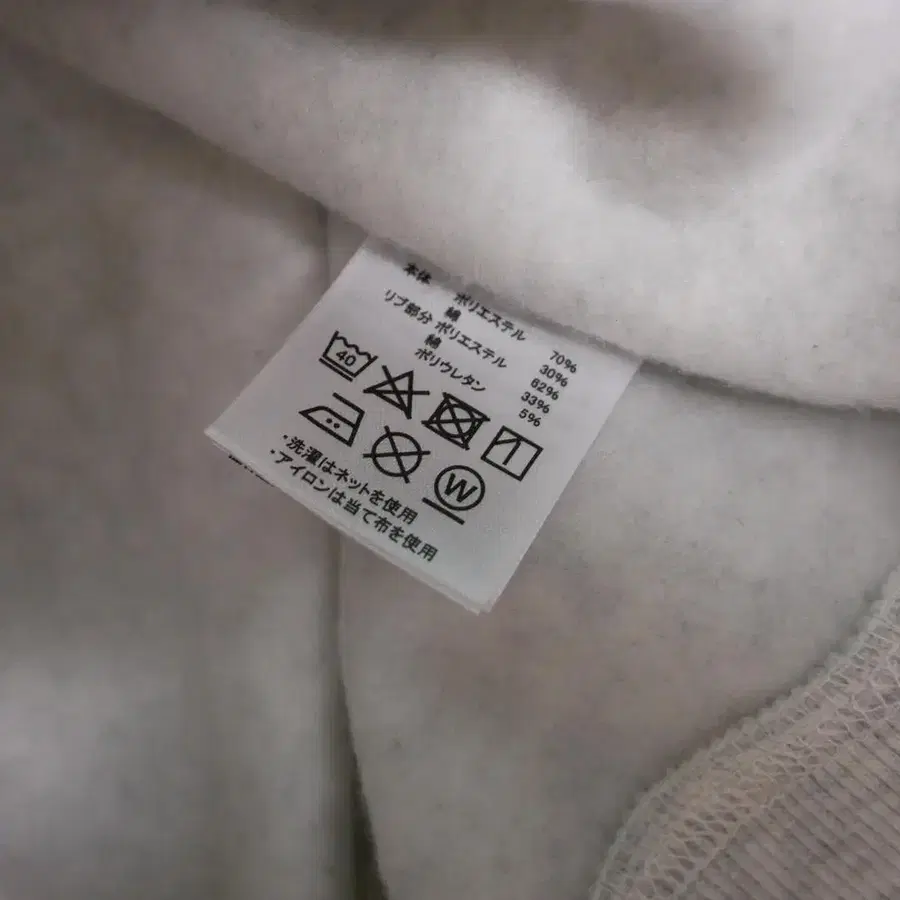 本体 ポリエステル 70%
綿 30%
リブ部分 ポリエステル 62%
綿 33%
ポリウレタン 5%
40
W
・洗濯はネットを使用
・アイロンは当て布を使用